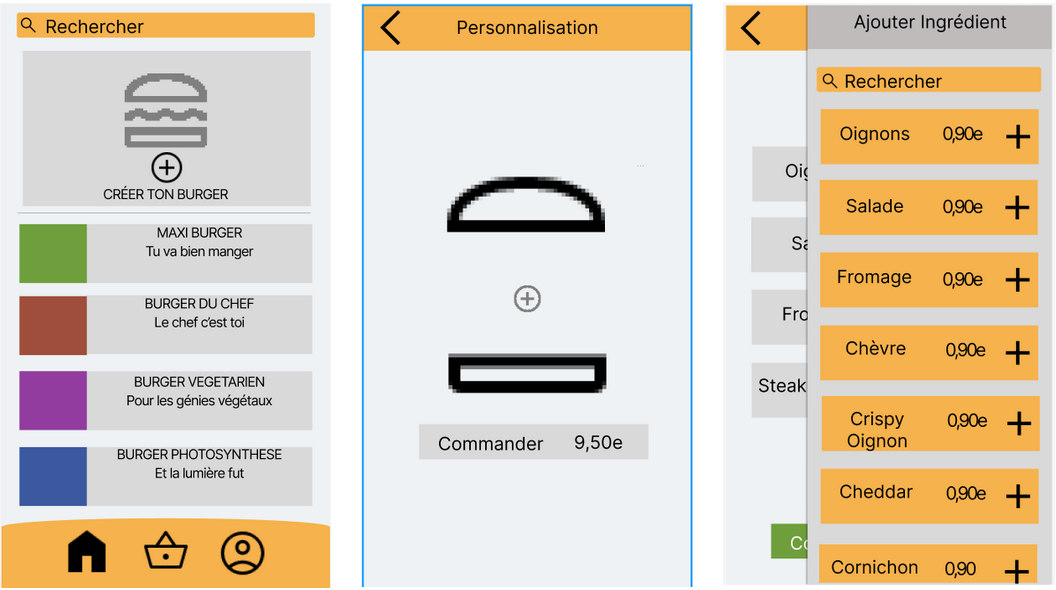 Rechercher
CRÉER TON BURGER
MAXI BURGER
Tu va bien manger
BURGER DU CHEF
Le chef c'est toi
BURGER VEGETARIEN
Pour les génies végétaux
BURGER PHOTOSYNTHESE
Et la lumière fut
Personnalisation
Commander 9,50e
Oig
Sa
Fro
Steak
Co
Ajouter Ingrédient
Rechercher
Oignons 0,90e +
Salade 0,90e +
Fromage 0,90e +
Chèvre 0,90e +
Crispy
Oignon 0,90e +
Cheddar 0,90e +
Cornichon 0,90 +